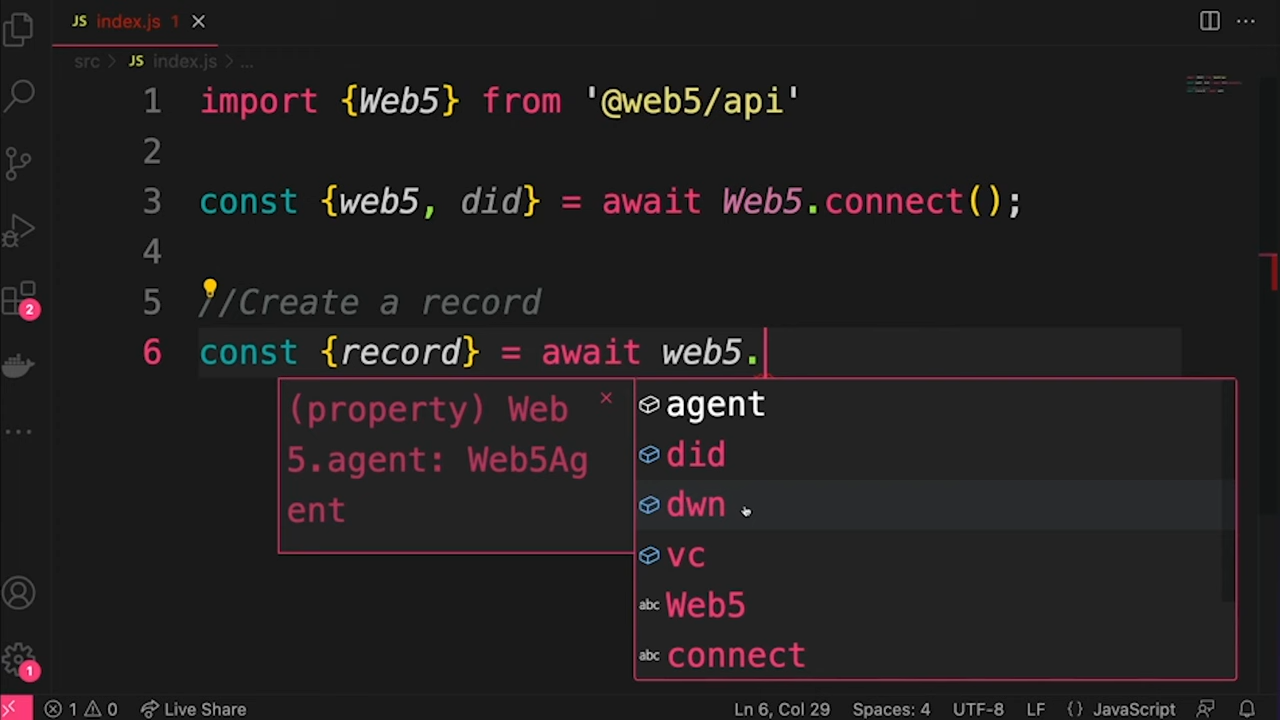 JS index.js 1
src > JS index.js > ...
1 import {Web5} from '@web5/api'
2
3 const {web5, did} = await Web5.connect();
4
5 //Create a record
6 const {record} = await web5.
(property) Web
5.agent: Web5Ag
ent
agent
did
dwn
vc
abc Web5
abc connect
2
1
1 0 Live Share Ln 6, Col 29 Spaces: 4 UTF-8 LF {} JavaScript